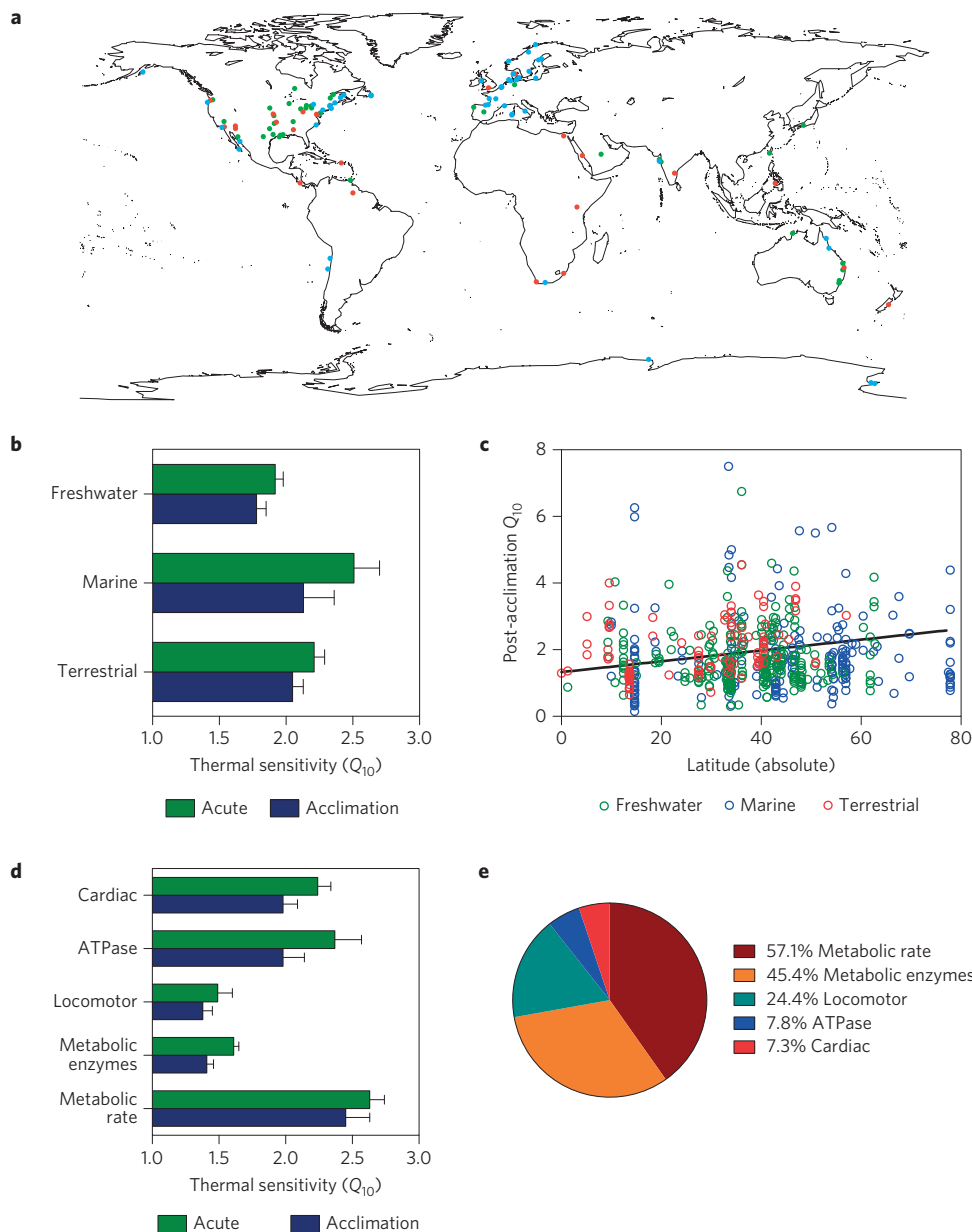 a
b
Freshwater
Marine
Terrestrial
1.0 1.5 2.0 2.5 3.0
Thermal sensitivity (Q10)
Acute Acclimation
c
8
6
4
2
0
Post-acclimation Q10
0 20 40 60 80
Latitude (absolute)
Freshwater Marine Terrestrial
d
Cardiac
ATPase
Locomotor
Metabolic
enzymes
Metabolic
rate
1.0 1.5 2.0 2.5 3.0
Thermal sensitivity (Q10)
Acute Acclimation
e
57.1% Metabolic rate
45.4% Metabolic enzymes
24.4% Locomotor
7.8% ATPase
7.3% Cardiac